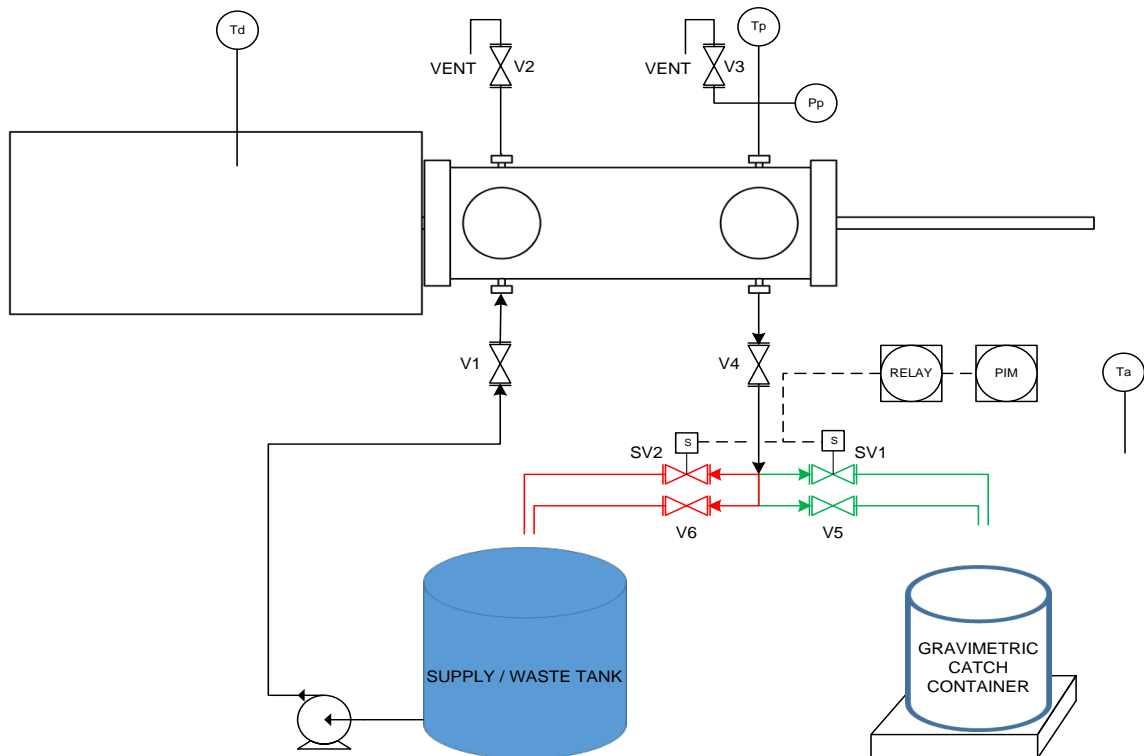 Td
Tp
VENT
V2
VENT
V3
Pp
V1
V4
RELAY
PIM
Ta
SV2
S
S
SV1
V6
V5
SUPPLY / WASTE TANK
GRAVIMETRIC
CATCH
CONTAINER